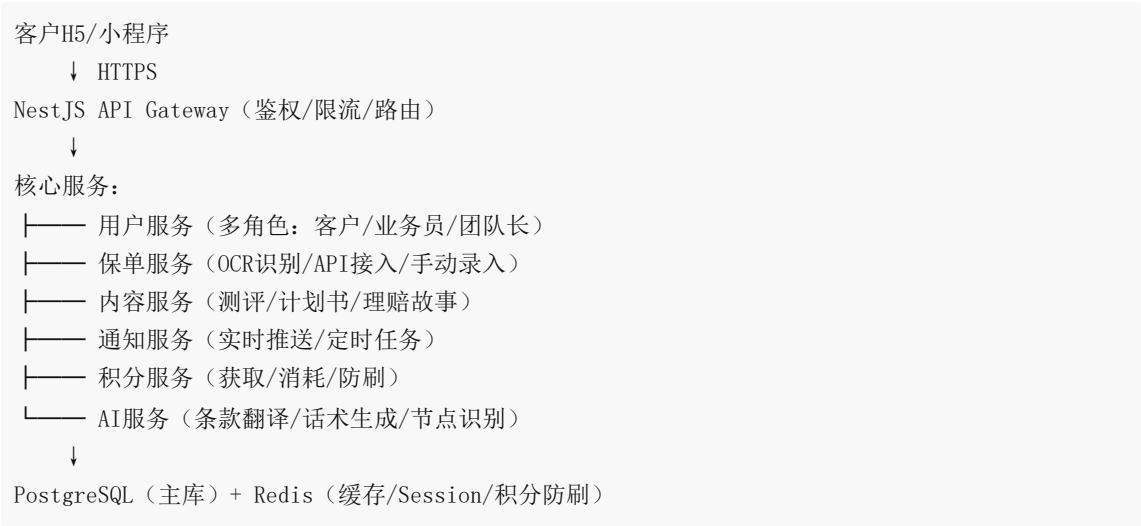 客户H5/小程序
↓ HTTPS
NestJS API Gateway（鉴权/限流/路由）
↓
核心服务：
├── 用户服务（多角色：客户/业务员/团队长）
├── 保单服务（OCR识别/API接入/手动录入）
├── 内容服务（测评/计划书/理赔故事）
├── 通知服务（实时推送/定时任务）
├── 积分服务（获取/消耗/防刷）
└── AI服务（条款翻译/话术生成/节点识别）
↓
PostgreSQL（主库）+ Redis（缓存/Session/积分防刷）